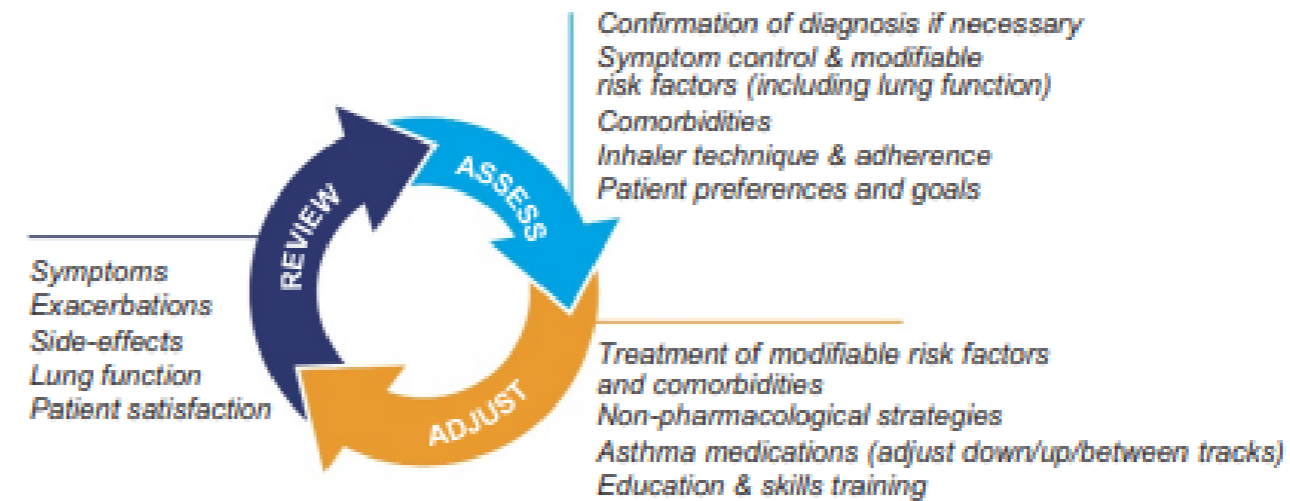 Confirmation of diagnosis if necessary
Symptom control & modifiable
risk factors (including lung function)
Comorbidities
Inhaler technique & adherence
Patient preferences and goals
ASSESS
REVIEW
Symptoms
Exacerbations
Side-effects
Lung function
Patient satisfaction
ADJUST
Treatment of modifiable risk factors
and comorbidities
Non-pharmacological strategies
Asthma medications (adjust down/up/between tracks)
Education & skills training